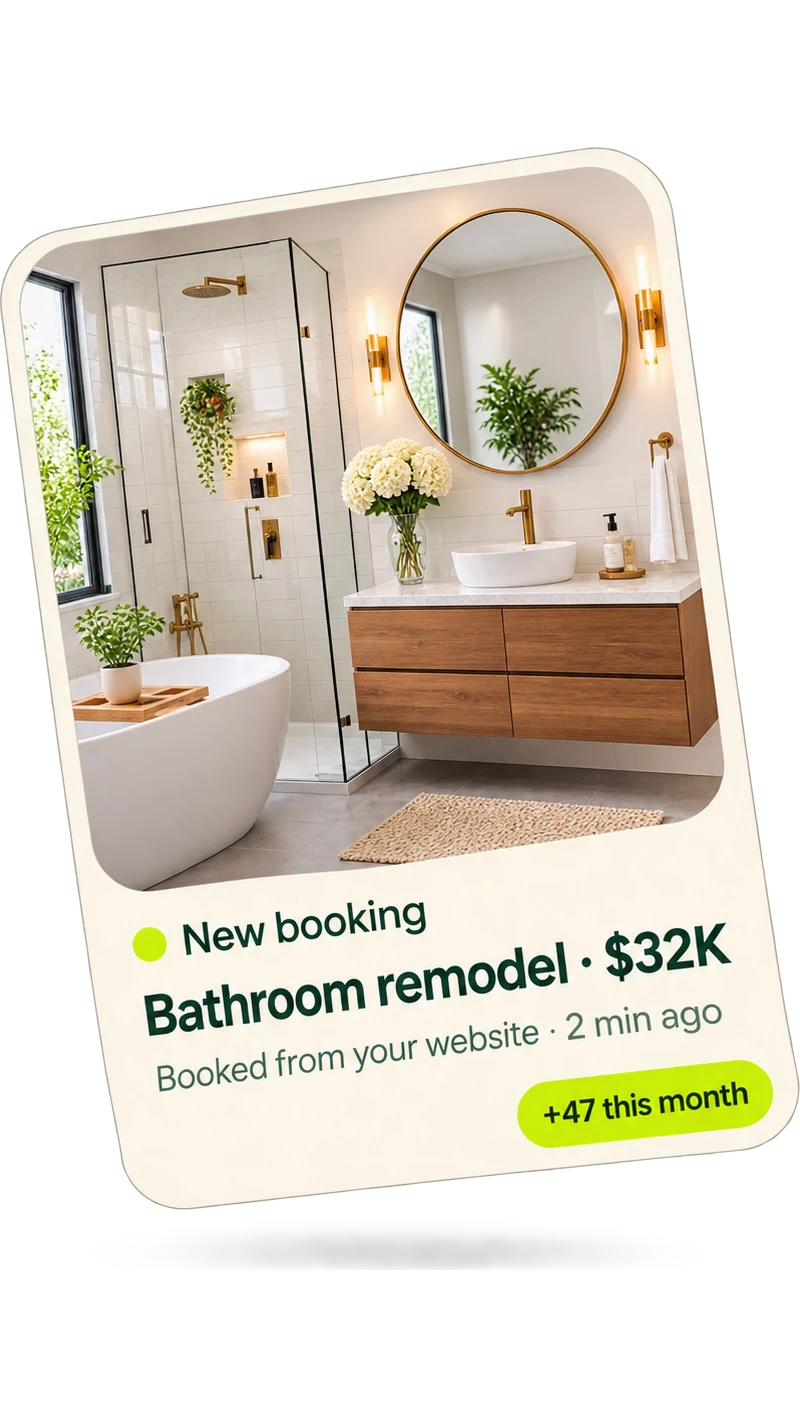 New booking
Bathroom remodel · $32K
Booked from your website · 2 min ago
+47 this month